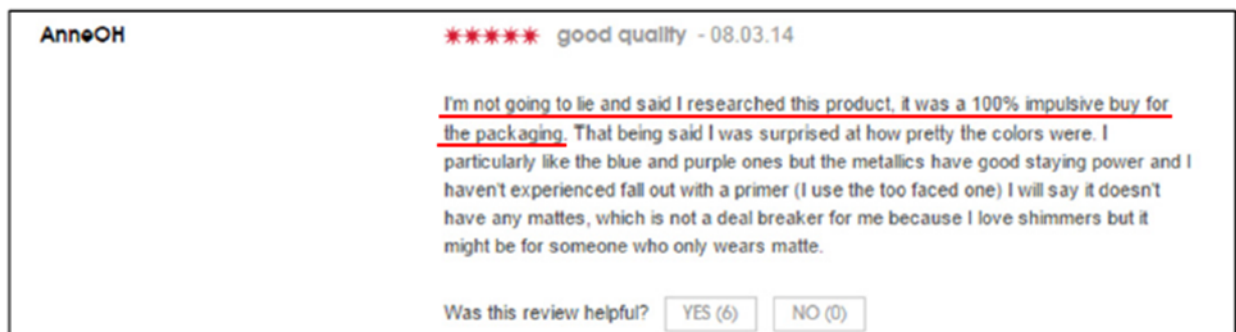 AnneOH
good quality - 08.03.14
I'm not going to lie and said I researched this product, it was a 100% impulsive buy for
the packaging. That being said I was surprised at how pretty the colors were. I
particularly like the blue and purple ones but the metallics have good staying power and I
haven't experienced fall out with a primer (I use the too faced one) I will say it doesn't
have any mattes, which is not a deal breaker for me because I love shimmers but it
might be for someone who only wears matte.
Was this review helpful? YES (6) NO (0)